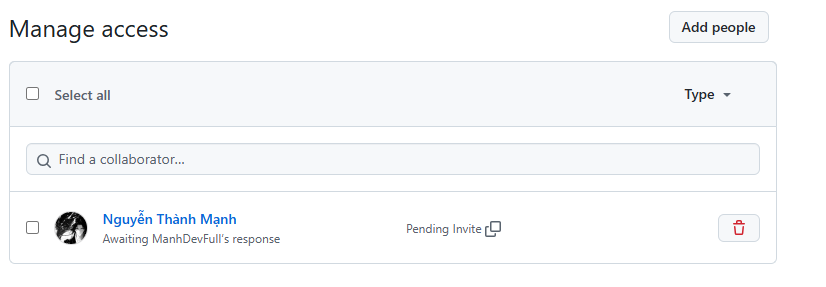 Manage access
Add people
Select all
Type
Find a collaborator...
Nguyễn Thành Mạnh
Awaiting ManhDevFull's response
Pending Invite